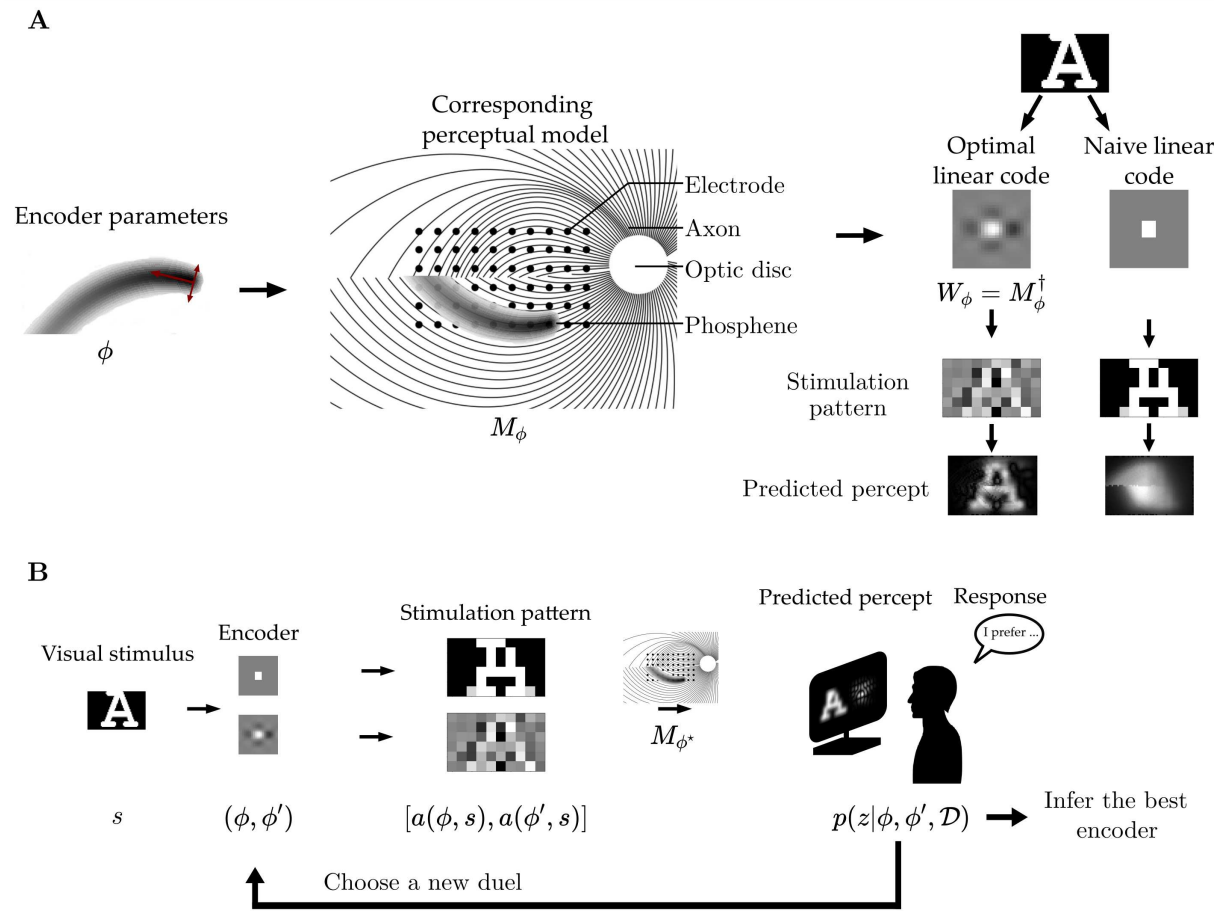 A
Corresponding
perceptual model
Encoder parameters
ϕ
Electrode
Axon
Optic disc
Phosphene
M_ϕ
A
Optimal
linear code
Naive linear
code
W_ϕ = M_ϕ^†
Stimulation
pattern
Predicted percept
B
Visual stimulus
Encoder
Stimulation pattern
Predicted percept
Response
I prefer ...
A
A
M_ϕ⋆
s
(ϕ, ϕ′)
[a(ϕ, s), a(ϕ′, s)]
p(z|ϕ, ϕ′, 𝒟)
Infer the best
encoder
Choose a new duel